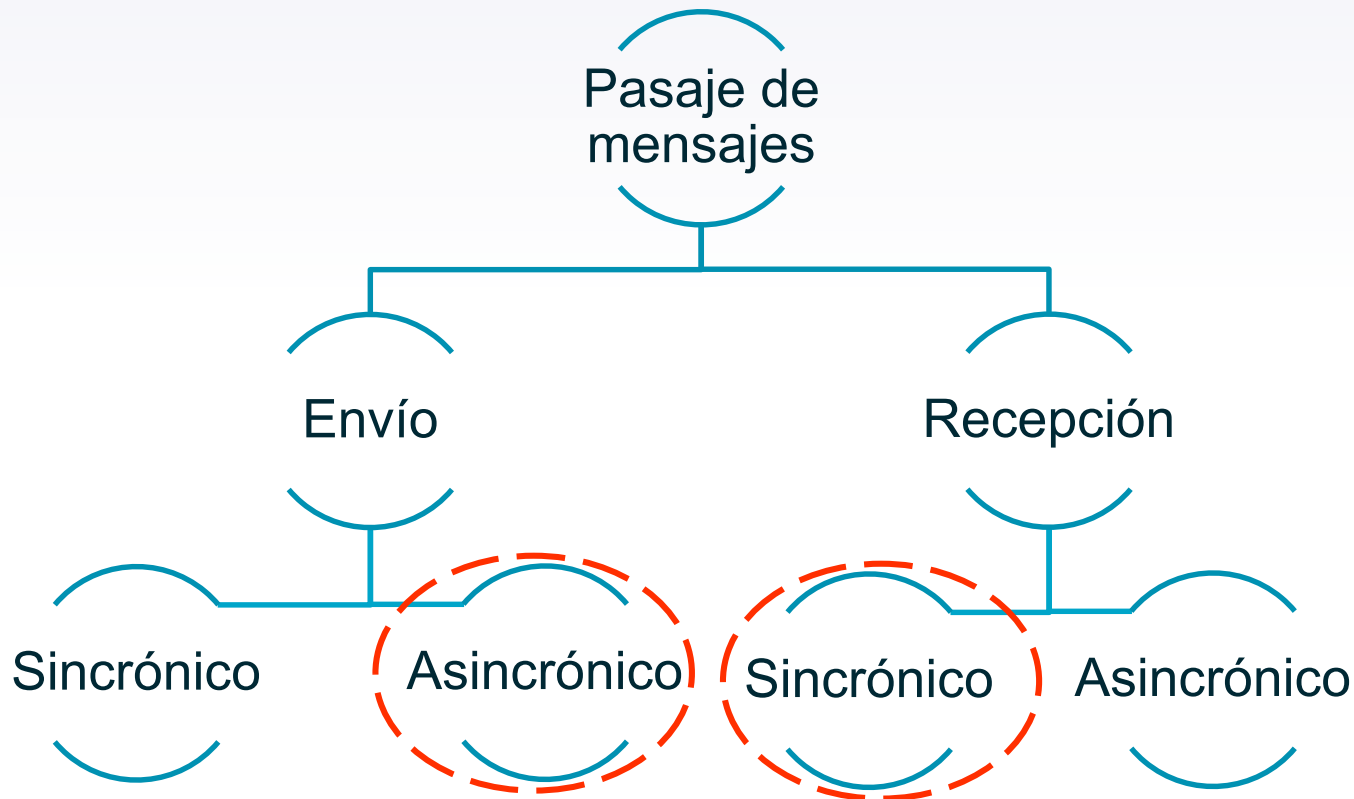 Pasaje de
mensajes
Envío
Recepción
Sincrónico
Asincrónico
Sincrónico
Asincrónico